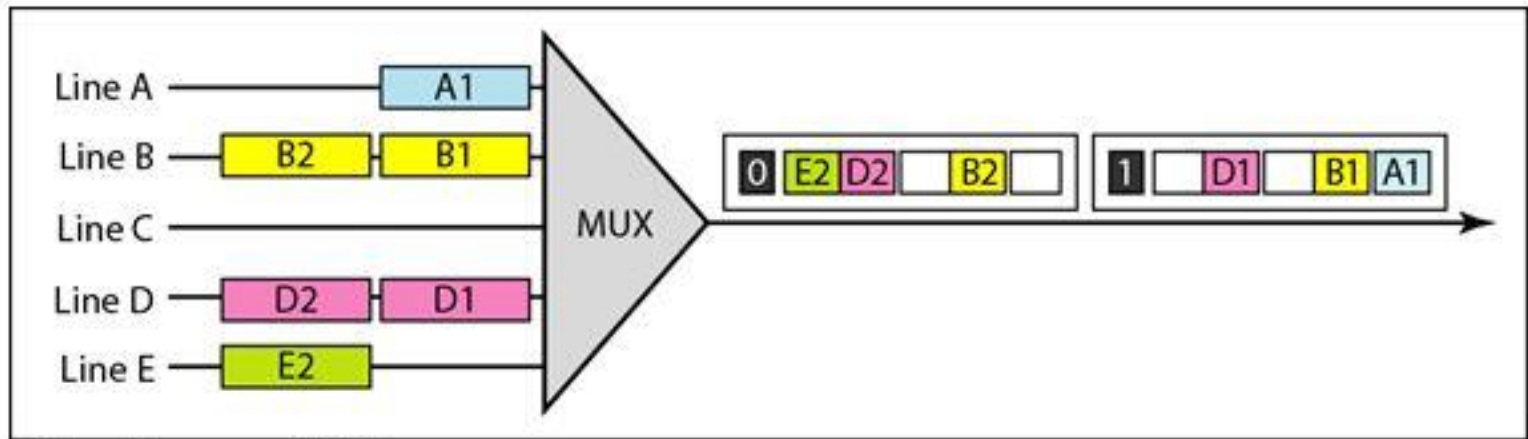 Line A A1
Line B B2 B1
Line C
Line D D2 D1
Line E E2
MUX
0 E2 D2 B2
1 D1 B1 A1